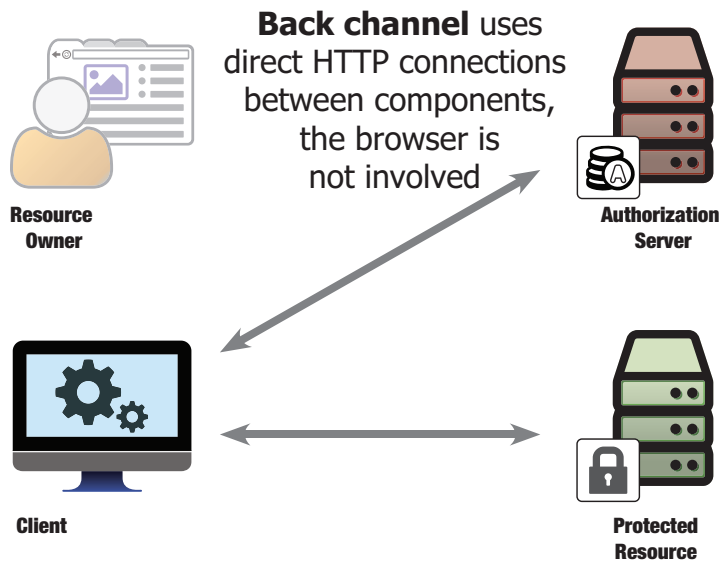 Back channel uses
direct HTTP connections
between components,
the browser is
not involved
Resource
Owner
A
Authorization
Server
Client
Protected
Resource